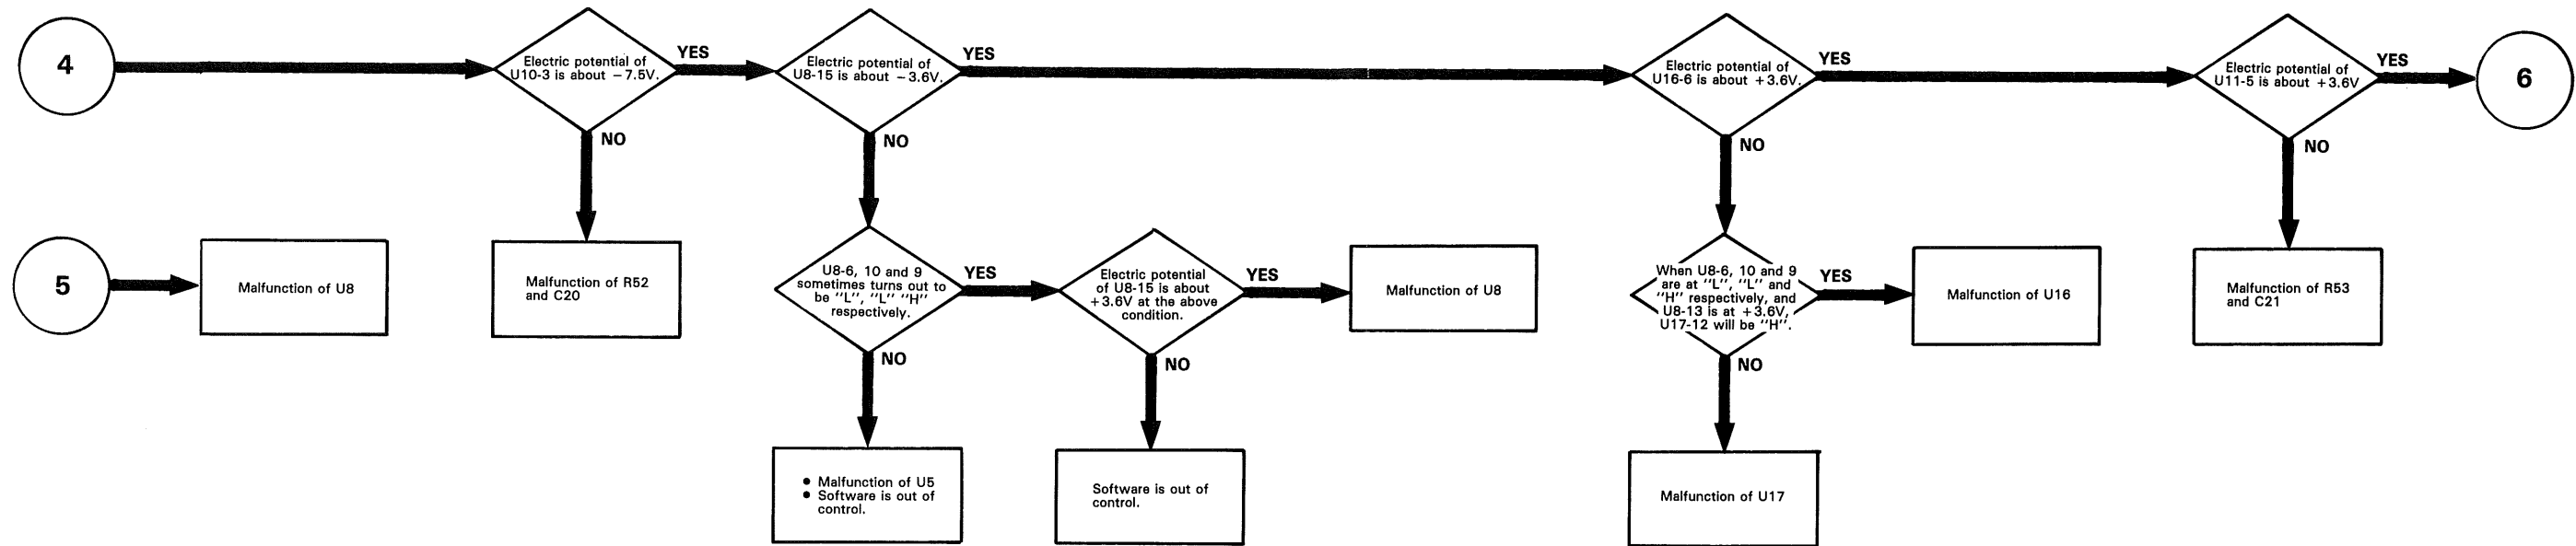 4
Electric potential of
U10-3 is about −7.5V.
YES
NO
Electric potential of
U8-15 is about −3.6V.
YES
NO
Electric potential of
U16-6 is about +3.6V.
YES
NO
Electric potential of
U11-5 is about +3.6V
YES
NO
6
5
Malfunction of U8
Malfunction of R52
and C20
U8-6, 10 and 9
sometimes turns out to
be "L", "L" "H"
respectively.
YES
NO
Electric potential
of U8-15 is about
+3.6V at the above
condition.
YES
NO
Malfunction of U8
When U8-6, 10 and 9
are at "L", "L" and
"H" respectively, and
U8-13 is at +3.6V,
U17-12 will be "H".
YES
NO
Malfunction of U16
Malfunction of R53
and C21
● Malfunction of U5
● Software is out of
control.
Software is out of
control.
Malfunction of U17